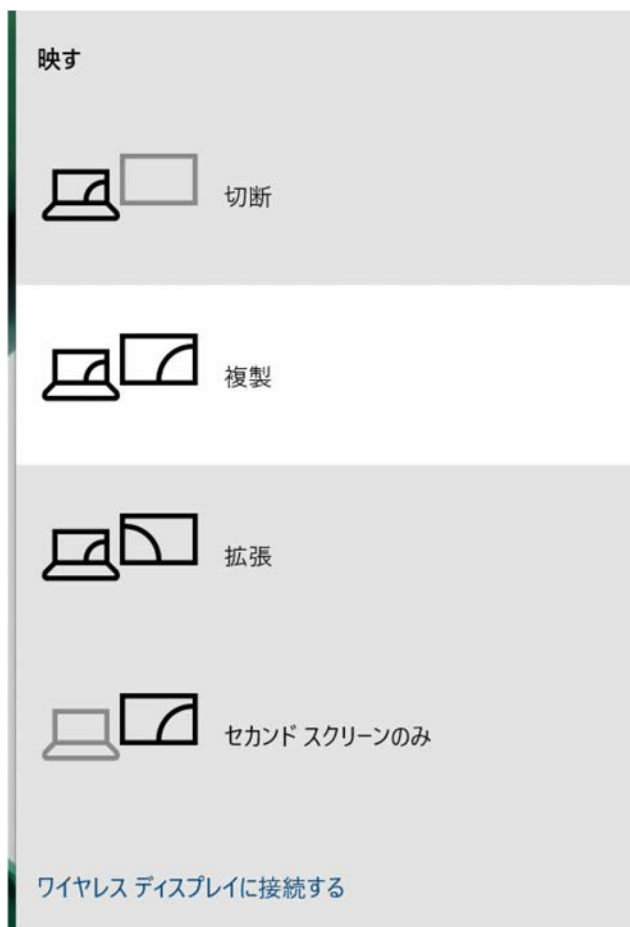 映す
切断
複製
拡張
セカンド スクリーンのみ
ワイヤレス ディスプレイに接続する